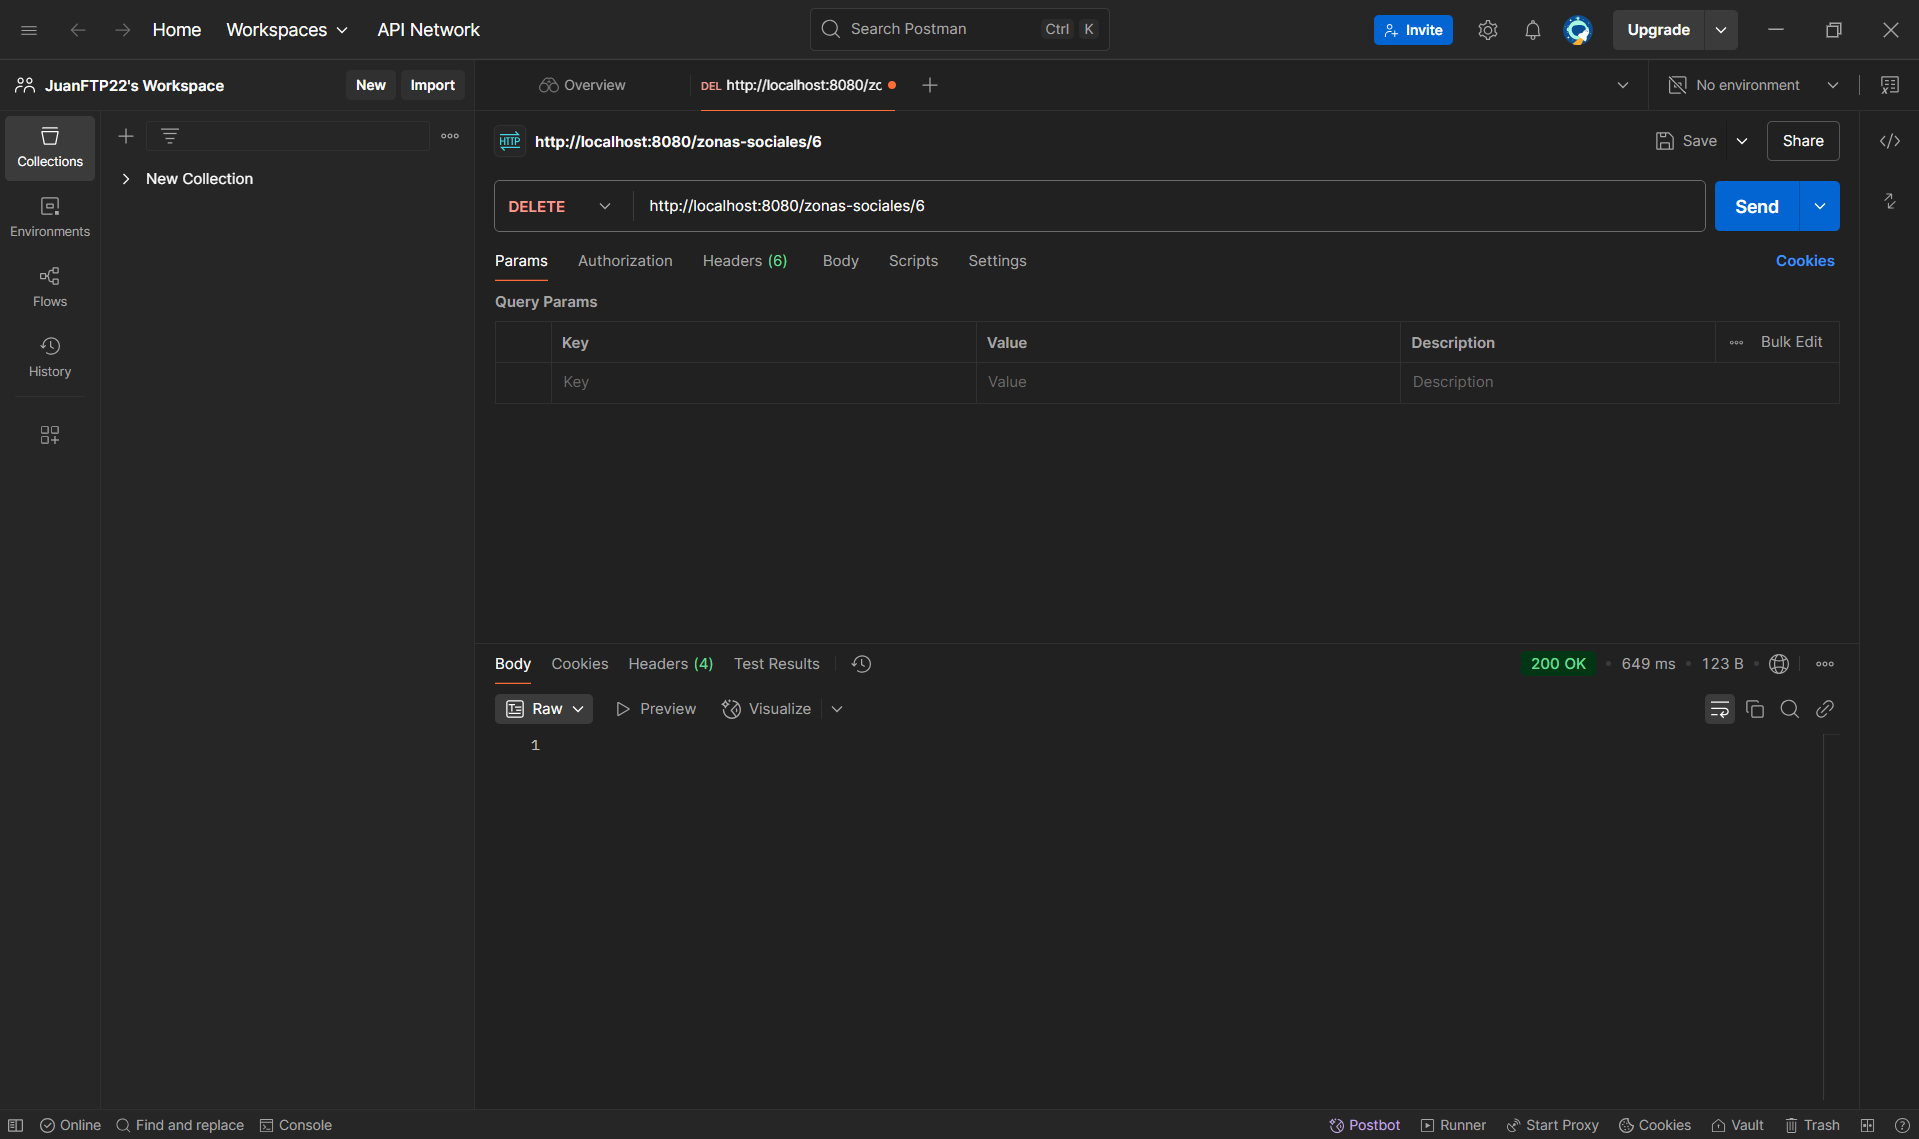 Home Workspaces API Network Search Postman Ctrl K Invite Upgrade
JuanFTP22's Workspace New Import Overview DEL http://localhost:8080/zc No environment
HTTP http://localhost:8080/zonas-sociales/6 Save Share
Collections
New Collection
DELETE http://localhost:8080/zonas-sociales/6 Send
Environments
Params Authorization Headers (6) Body Scripts Settings Cookies
Flows
Query Params
Key Value Description Bulk Edit
History
Key Value Description
Body Cookies Headers (4) Test Results 200 OK 649 ms 123 B
Raw Preview Visualize
1
Online Find and replace Console Postbot Runner Start Proxy Cookies Vault Trash